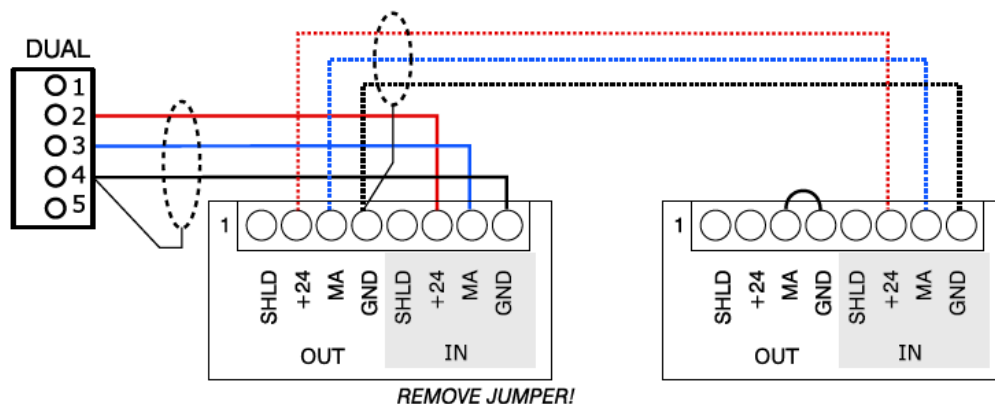 DUAL
1
2
3
4
5
1
SHLD +24 MA GND SHLD +24 MA GND
OUT IN
REMOVE JUMPER!
1
SHLD +24 MA GND SHLD +24 MA GND
OUT IN